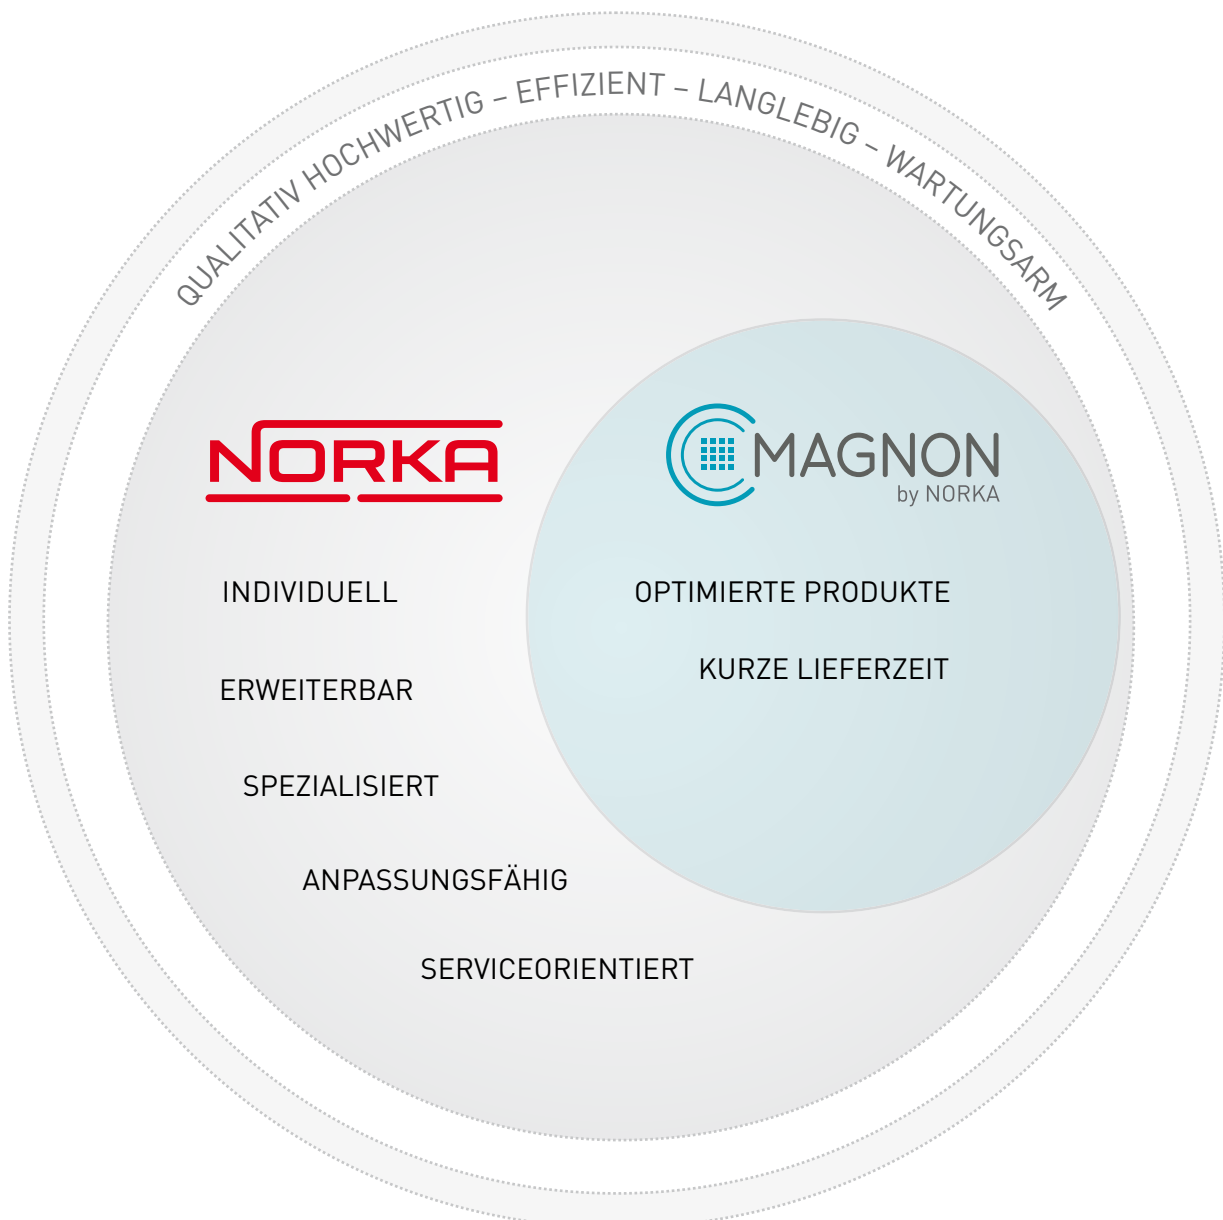 QUALITATIV HOCHWERTIG – EFFIZIENT – LANGLEBIG – WARTUNGSARM
NORKA
INDIVIDUELL
ERWEITERBAR
SPEZIALISIERT
ANPASSUNGSFÄHIG
SERVICEORIENTIERT
MAGNON
by NORKA
OPTIMIERTE PRODUKTE
KURZE LIEFERZEIT